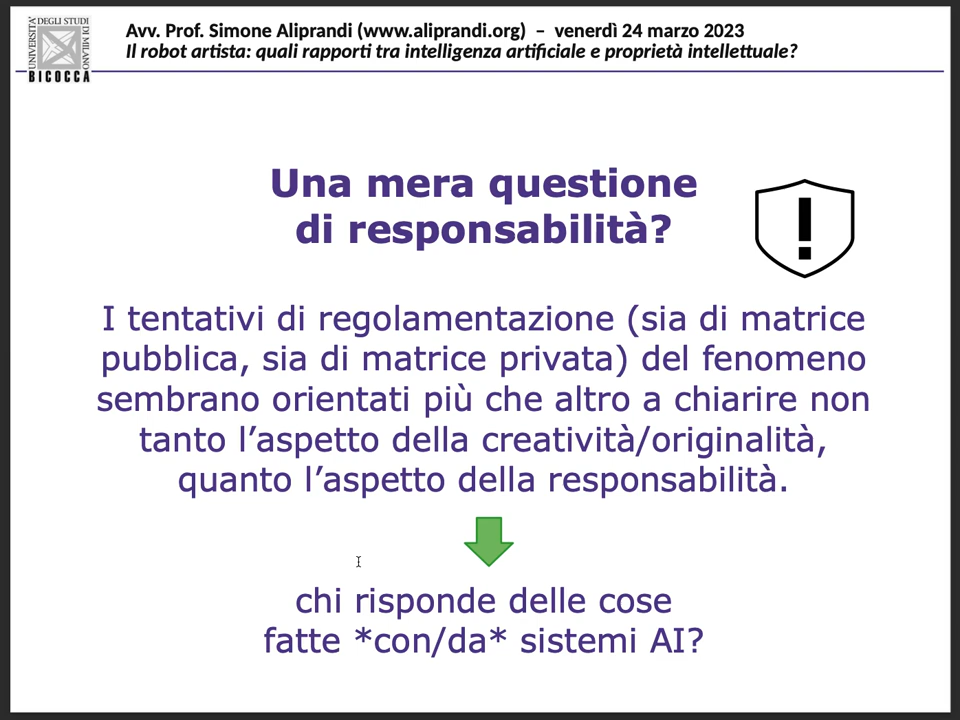 UNIVERSITÀ
DEGLI STUDI
DI MILANO
BICOCCA
Avv. Prof. Simone Aliprandi (www.aliprandi.org) – venerdì 24 marzo 2023
Il robot artista: quali rapporti tra intelligenza artificiale e proprietà intellettuale?
Una mera questione
di responsabilità?
!
I tentativi di regolamentazione (sia di matrice
pubblica, sia di matrice privata) del fenomeno
sembrano orientati più che altro a chiarire non
tanto l’aspetto della creatività/originalità,
quanto l’aspetto della responsabilità.
chi risponde delle cose
fatte *con/da* sistemi AI?